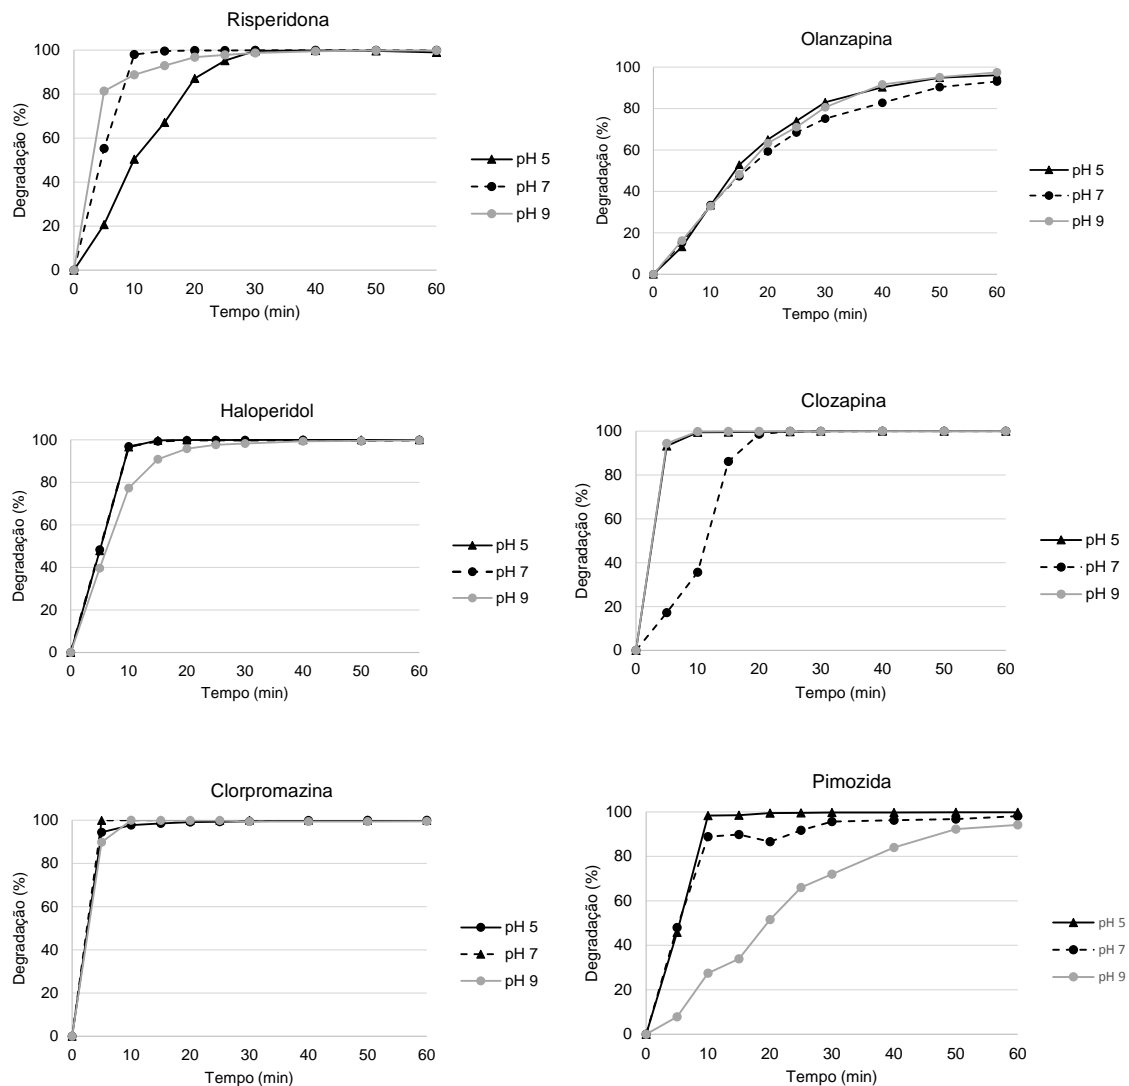 Risperidona
Degradação (%)
100
80
60
40
20
0
0 10 20 30 40 50 60
Tempo (min)
pH 5
pH 7
pH 9
Olanzapina
Degradação (%)
100
80
60
40
20
0
0 10 20 30 40 50 60
Tempo (min)
pH 5
pH 7
pH 9
Haloperidol
Degradação (%)
100
80
60
40
20
0
0 10 20 30 40 50 60
Tempo (min)
pH 5
pH 7
pH 9
Clozapina
Degradação (%)
100
80
60
40
20
0
0 10 20 30 40 50 60
Tempo (min)
pH 5
pH 7
pH 9
Clorpromazina
Degradação (%)
100
80
60
40
20
0
0 10 20 30 40 50 60
Tempo (min)
pH 5
pH 7
pH 9
Pimozida
Degradação (%)
100
80
60
40
20
0
0 10 20 30 40 50 60
Tempo (min)
pH 5
pH 7
pH 9